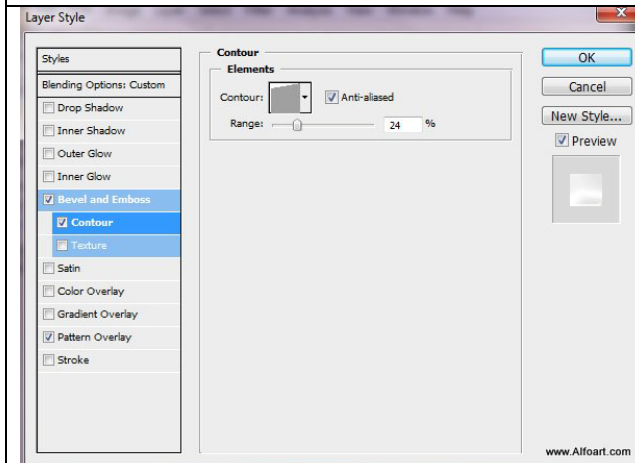 Layer Style
Styles
Blending Options: Custom
Drop Shadow
Inner Shadow
Outer Glow
Inner Glow
Bevel and Emboss
Contour
Texture
Satin
Color Overlay
Gradient Overlay
Pattern Overlay
Stroke
Contour
Elements
Contour:
Anti-aliased
Range:
24 %
OK
Cancel
New Style...
Preview
www.Alfoart.com